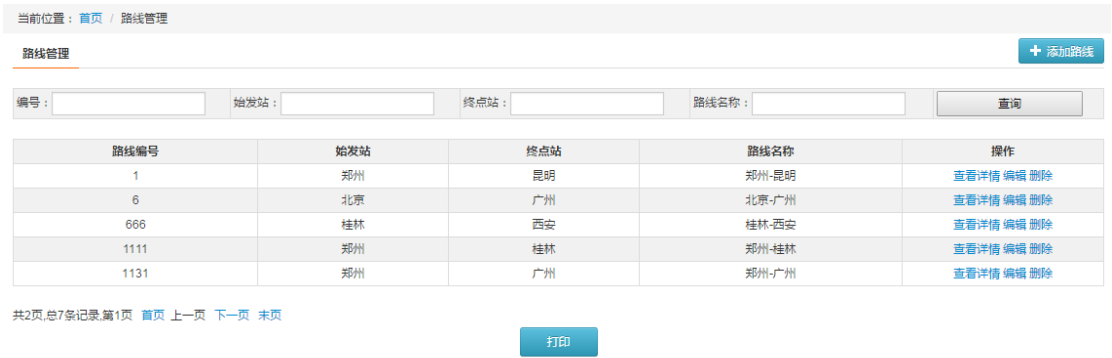 当前位置：首页 / 路线管理
路线管理
+ 添加路线
编号： 始发站： 终点站： 路线名称： 查询
路线编号 始发站 终点站 路线名称 操作
1 郑州 昆明 郑州-昆明 查看详情 编辑 删除
6 北京 广州 北京-广州 查看详情 编辑 删除
666 桂林 西安 桂林-西安 查看详情 编辑 删除
1111 郑州 桂林 郑州-桂林 查看详情 编辑 删除
1131 郑州 广州 郑州-广州 查看详情 编辑 删除
共2页,总7条记录,第1页 首页 上一页 下一页 末页
打印